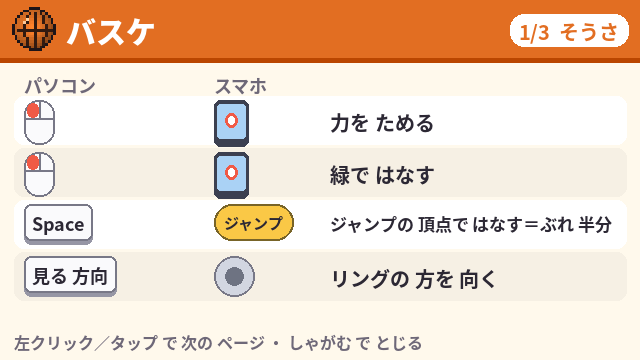 バスケ
1/3 そうさ
パソコン スマホ
力を ためる
緑で はなす
Space ジャンプ ジャンプの 頂点で はなす＝ぶれ 半分
見る 方向 リングの 方を 向く
左クリック／タップ で 次の ページ ・ しゃがむ で とじる